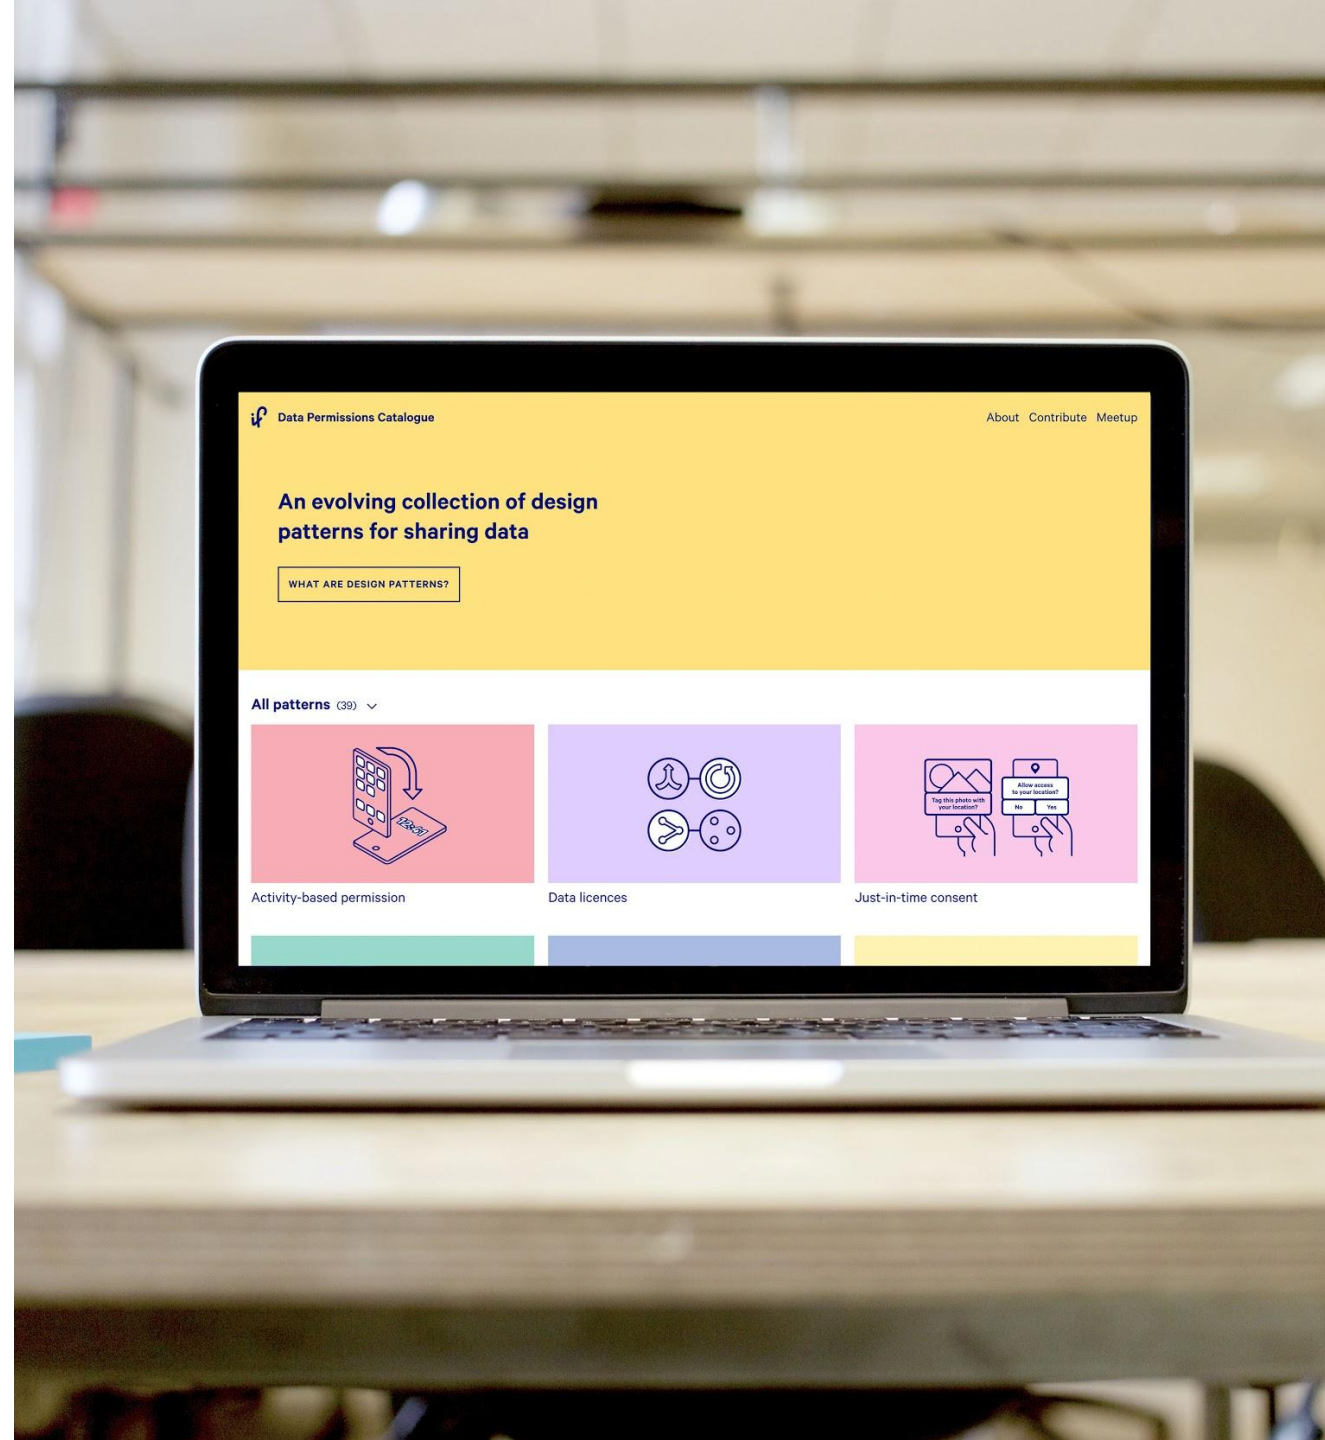 if Data Permissions Catalogue
About Contribute Meetup
An evolving collection of design
patterns for sharing data
WHAT ARE DESIGN PATTERNS?
All patterns (39)
12:41
Tag this photo with
your location?
Allow access
to your location?
No Yes
Activity-based permission
Data licences
Just-in-time consent